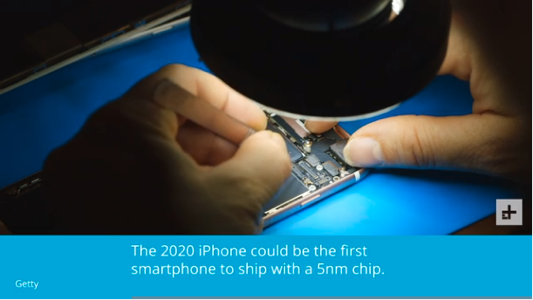 The 2020 iPhone could be the first
smartphone to ship with a 5nm chip.
Getty